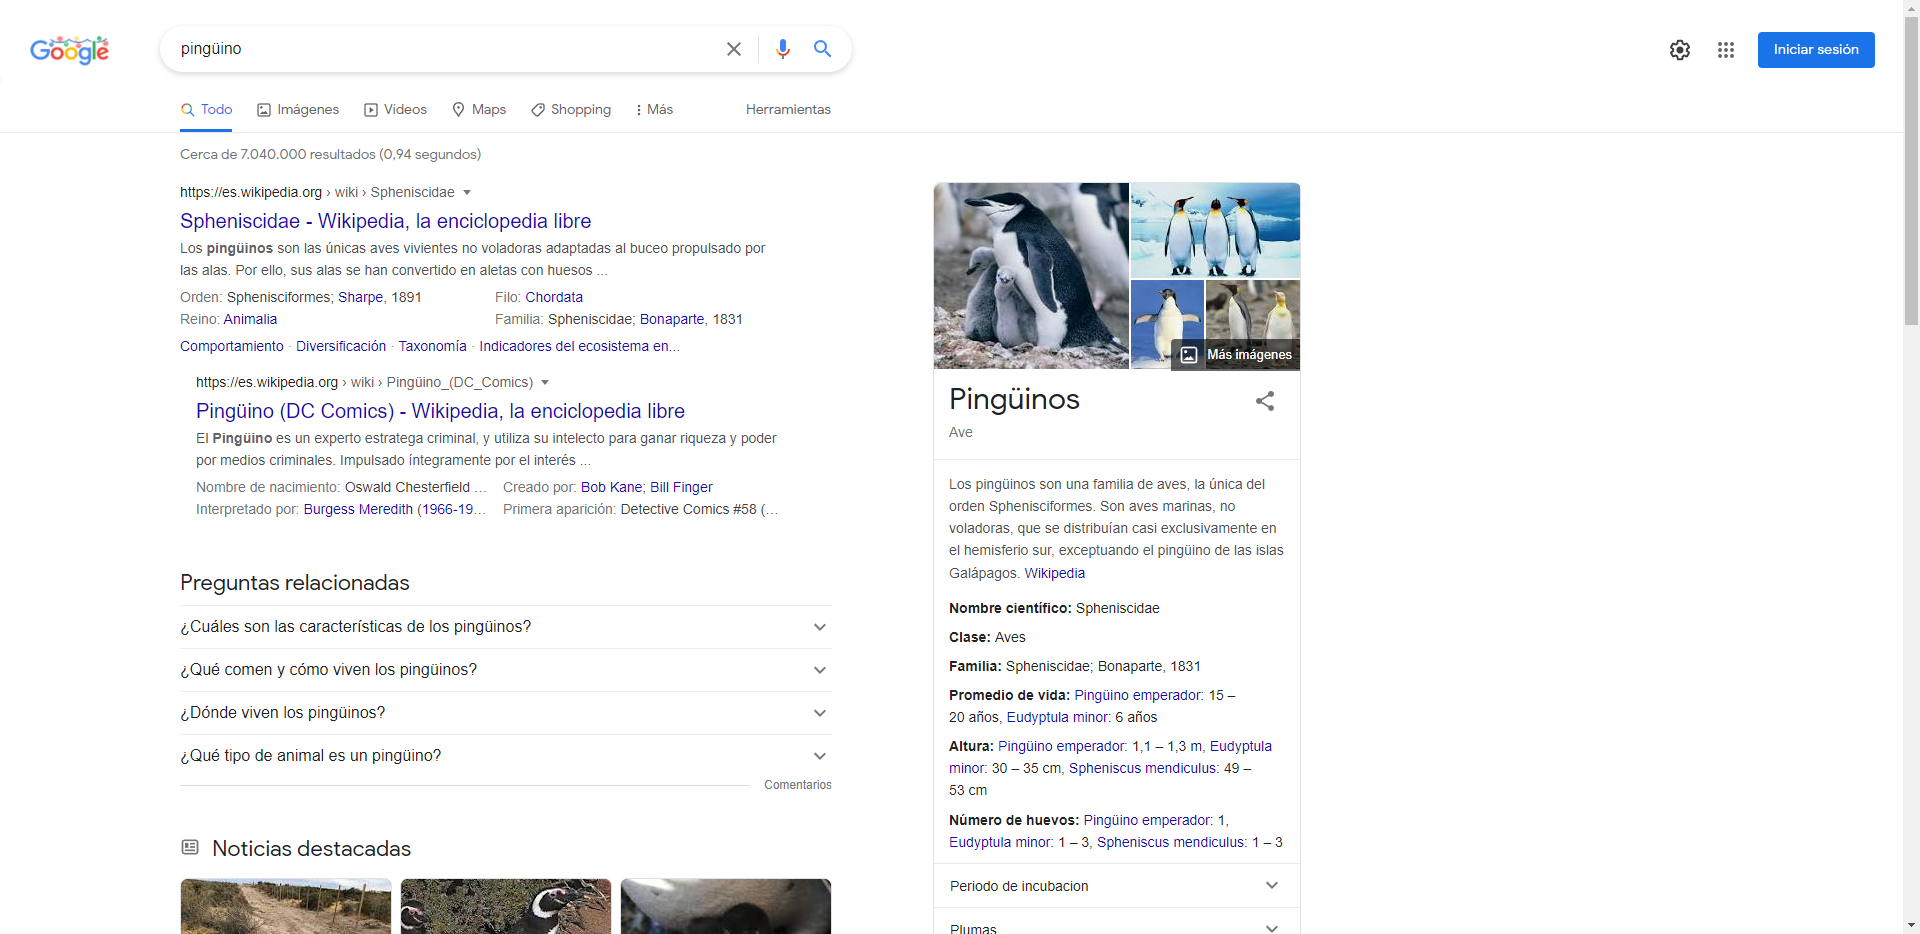 Google
pingüino
Iniciar sesión
Todo
Imágenes
Vídeos
Maps
Shopping
Más
Herramientas
Cerca de 7.040.000 resultados (0,94 segundos)
https://es.wikipedia.org › wiki › Spheniscidae
Spheniscidae - Wikipedia, la enciclopedia libre
Los pingüinos son las únicas aves vivientes no voladoras adaptadas al buceo propulsado por
las alas. Por ello, sus alas se han convertido en aletas con huesos ...
Orden: Sphenisciformes; Sharpe, 1891
Filo: Chordata
Reino: Animalia
Familia: Spheniscidae; Bonaparte, 1831
Comportamiento · Diversificación · Taxonomía · Indicadores del ecosistema en...
https://es.wikipedia.org › wiki › Pingüino_(DC_Comics)
Pingüino (DC Comics) - Wikipedia, la enciclopedia libre
El Pingüino es un experto estratega criminal, y utiliza su intelecto para ganar riqueza y poder
por medios criminales. Impulsado íntegramente por el interés ...
Nombre de nacimiento: Oswald Chesterfield ...
Creado por: Bob Kane; Bill Finger
Interpretado por: Burgess Meredith (1966-19...
Primera aparición: Detective Comics #58 (...
Preguntas relacionadas
¿Cuáles son las características de los pingüinos?
¿Qué comen y cómo viven los pingüinos?
¿Dónde viven los pingüinos?
¿Qué tipo de animal es un pingüino?
Comentarios
Noticias destacadas
Más imágenes
Pingüinos
Ave
Los pingüinos son una familia de aves, la única del
orden Sphenisciformes. Son aves marinas, no
voladoras, que se distribuían casi exclusivamente en
el hemisferio sur, exceptuando el pingüino de las islas
Galápagos. Wikipedia
Nombre científico: Spheniscidae
Clase: Aves
Familia: Spheniscidae; Bonaparte, 1831
Promedio de vida: Pingüino emperador: 15 –
20 años, Eudyptula minor: 6 años
Altura: Pingüino emperador: 1,1 – 1,3 m, Eudyptula
minor: 30 – 35 cm, Spheniscus mendiculus: 49 –
53 cm
Número de huevos: Pingüino emperador: 1,
Eudyptula minor: 1 – 3, Spheniscus mendiculus: 1 – 3
Periodo de incubacion
Plumas